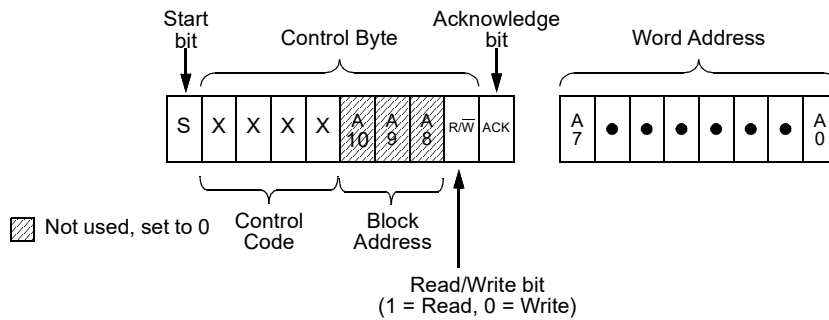 Start
bit
Control Byte
Acknowledge
bit
Word Address
S X X X X A
10 A
9 A
8 R/W̅ ACK
A
7 • • • • • • A
0
Control
Code
Block
Address
Not used, set to 0
Read/Write bit
(1 = Read, 0 = Write)